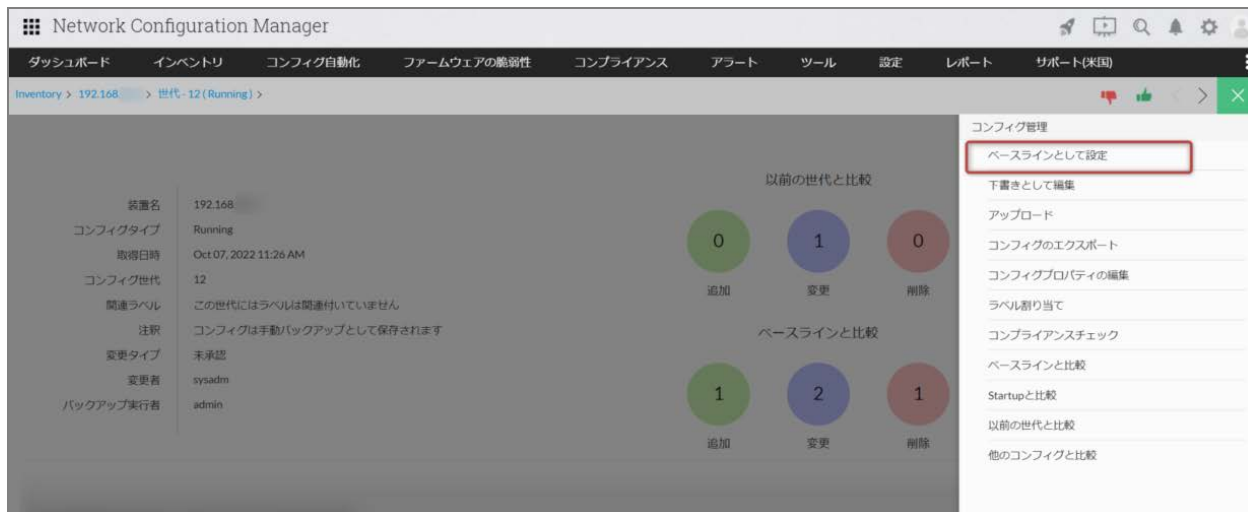 Network Configuration Manager
ダッシュボード インベントリ コンフィグ自動化 ファームウェアの脆弱性 コンプライアンス アラート ツール 設定 レポート サポート(米国)
Inventory > 192.168 > 世代 - 12 ( Running ) >
装置名 192.168
コンフィグタイプ Running
取得日時 Oct 07, 2022 11:26 AM
コンフィグ世代 12
関連ラベル この世代にはラベルは関連付いていません
注釈 コンフィグは手動バックアップとして保存されます
変更タイプ 未承認
変更者 sysadm
バックアップ実行者 admin
以前の世代と比較
0 1 0
追加 変更 削除
ベースラインと比較
1 2 1
追加 変更 削除
コンフィグ管理
ベースラインとして設定
下書きとして編集
アップロード
コンフィグのエクスポート
コンフィグプロパティの編集
ラベル割り当て
コンプライアンスチェック
ベースラインと比較
Startupと比較
以前の世代と比較
他のコンフィグと比較